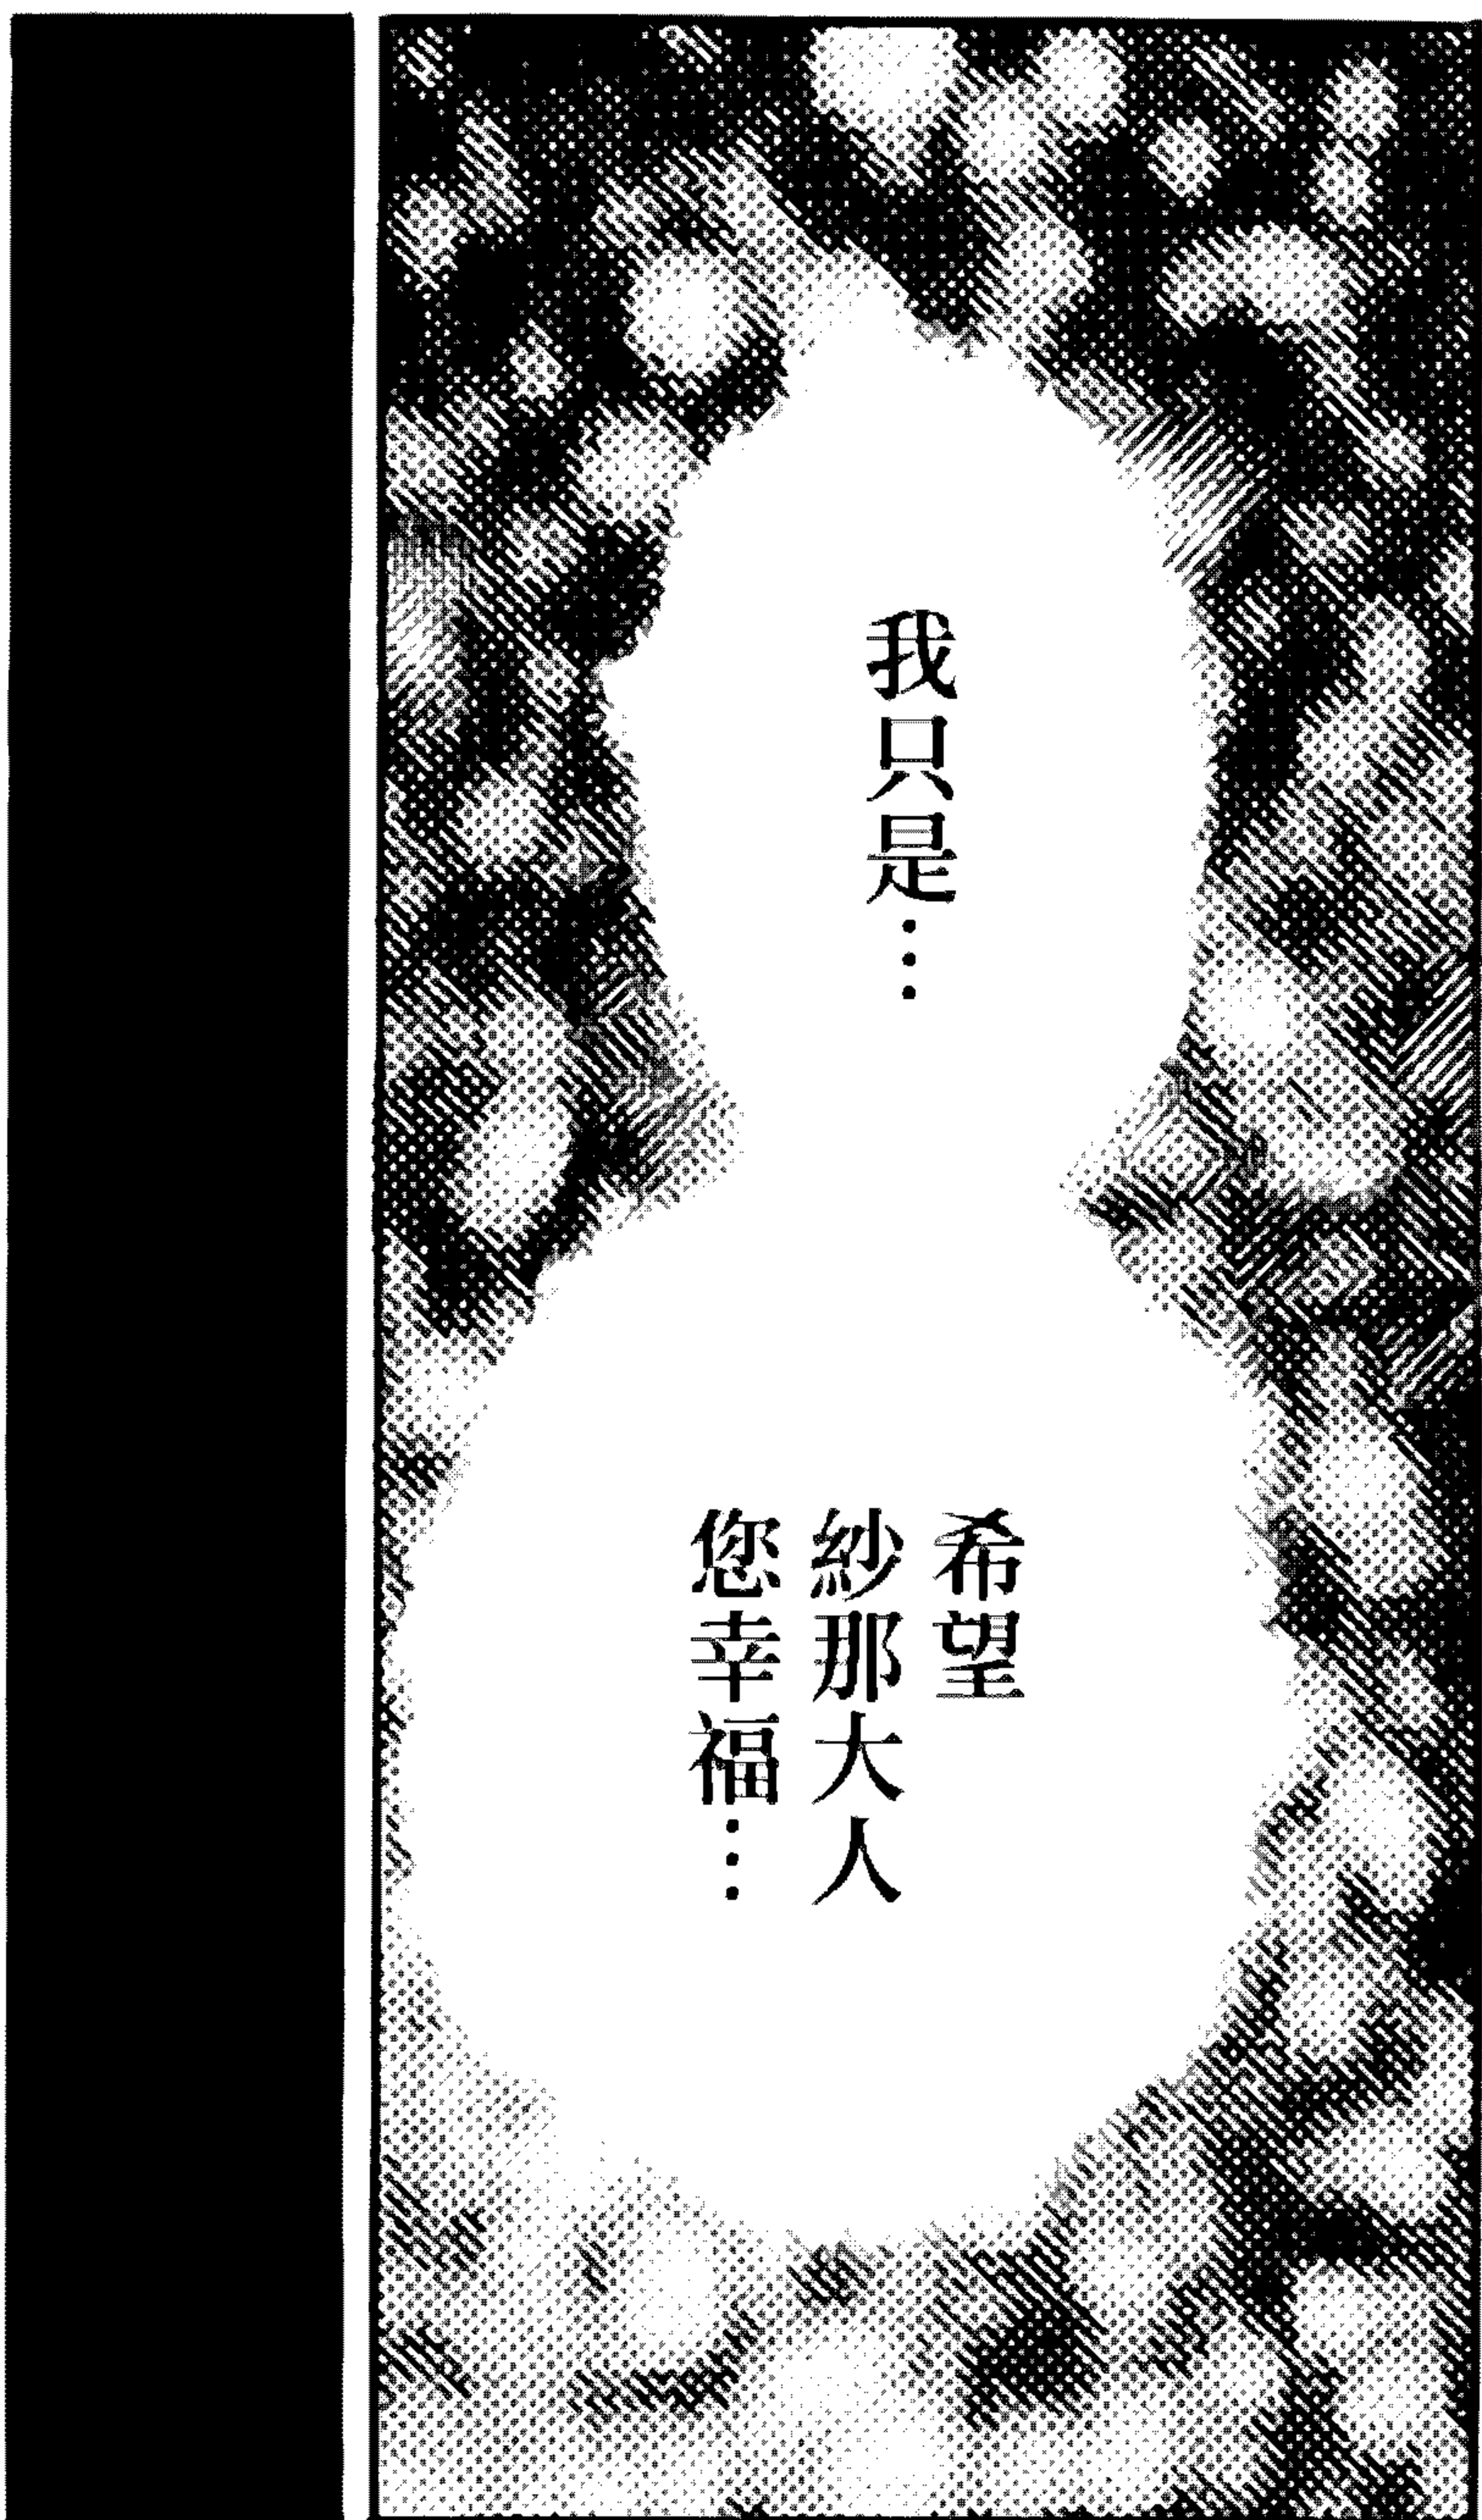 我只是…
希望
紗那大人
您幸福…